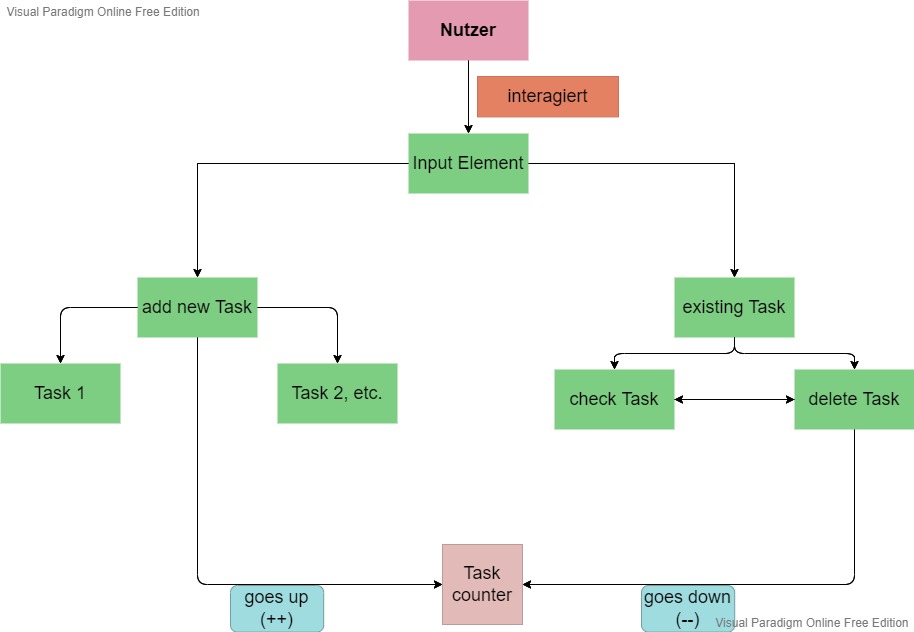 Visual Paradigm Online Free Edition
Nutzer
interagiert
Input Element
add new Task
existing Task
Task 1
Task 2, etc.
check Task
delete Task
Task
counter
goes up
(++)
goes down
(--)
Visual Paradigm Online Free Edition